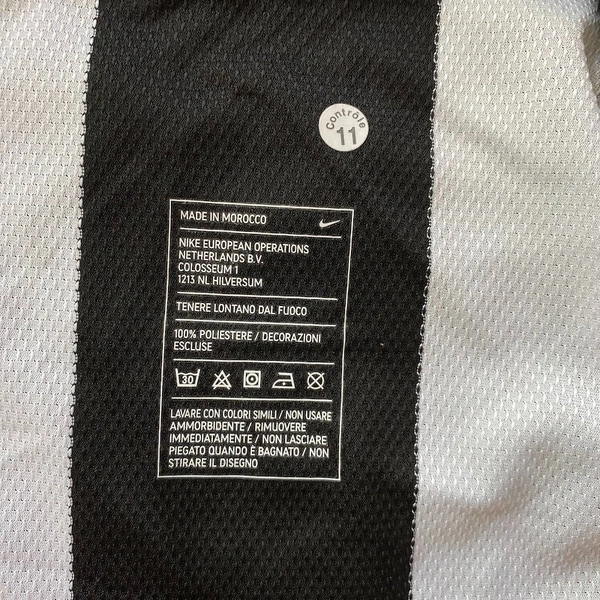 Contrôle
11
MADE IN MOROCCO
NIKE EUROPEAN OPERATIONS
NETHERLANDS B.V.
COLOSSEUM 1
1213 NL HILVERSUM
TENERE LONTANO DAL FUOCO
100% POLIESTERE / DECORAZIONI
ESCLUSE
30
LAVARE CON COLORI SIMILI / NON USARE
AMMORBIDENTE / RIMUOVERE
IMMEDIATAMENTE / NON LASCIARE
PIEGATO QUANDO È BAGNATO / NON
STIRARE IL DISEGNO